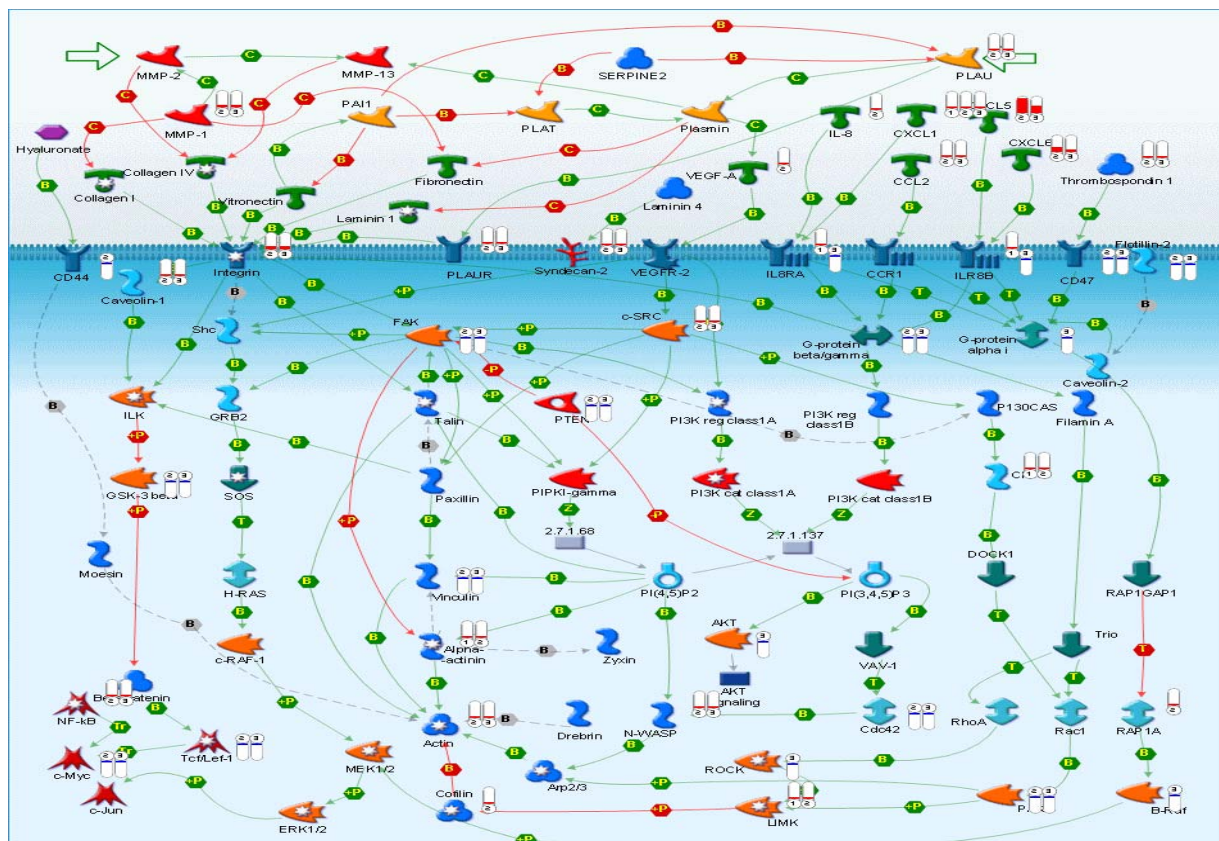 MMP-2
MMP-13
SERPINE2
PLAU
MMP-1
PAI1
PLAT
Plasmin
IL-8
CXCL1
CXCL6
Hyaluronate
Collagen IV
Collagen I
Vitronectin
Fibronectin
Laminin 1
VEGF-A
Laminin 4
CCL2
Thrombospondin 1
CD44
Integrin
PLAUR
Syndecan-2
VEGFR-2
IL8RA
CCR1
ILR8B
CD47
Flotillin-2
Caveolin-1
Shc
FAK
c-SRC
G-protein
beta/gamma
G-protein
alpha i
Caveolin-2
ILK
GRB2
Talin
PTEN
PI3K reg class1A
PI3K reg
class1B
P130CAS
Filamin A
GSK-3 beta
SOS
Paxillin
PIPKI-gamma
PI3K cat class1A
PI3K cat class1B
2.7.1.68
2.7.1.137
DOCK1
Moesin
H-RAS
Vinculin
PI(4,5)P2
PI(3,4,5)P3
RAP1GAP1
c-RAF-1
Alpha-
-actinin
Zyxin
AKT
VAV-1
Trio
AKT
signaling
NF-kB
Actin
Drebrin
N-WASP
Cdc42
RhoA
Rac1
RAP1A
c-Myc
Tcf/Lef-1
MEK1/2
Arp2/3
ROCK
c-Jun
ERK1/2
Cofilin
LIMK
B-Raf